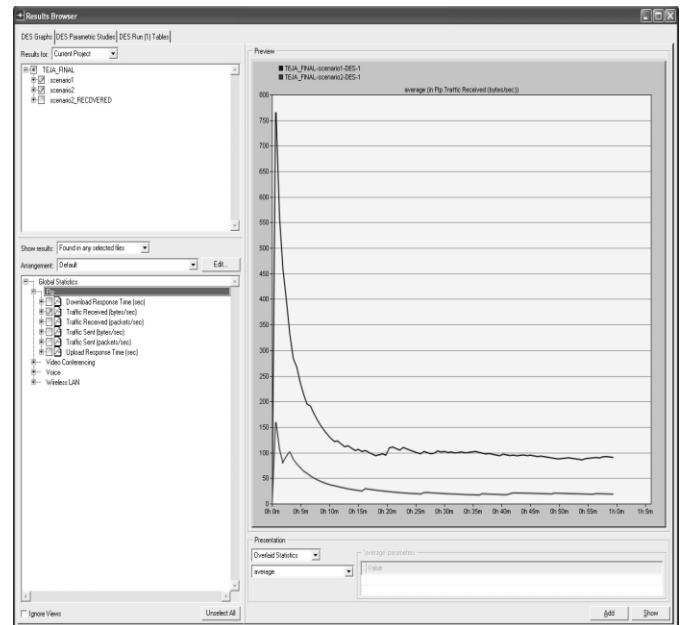 Results Browser
DES Graphs DES Parametric Studies DES Run (1) Tables
Results for: Current Project
TEJA_FINAL
scenario1
scenario2
scenario2_RECOVERED
Show results: Found in any selected files
Arrangement: Default Edit...
Global Statistics
Ftp
Download Response Time (sec)
Traffic Received (bytes/sec)
Traffic Received (packets/sec)
Traffic Sent (bytes/sec)
Traffic Sent (packets/sec)
Upload Response Time (sec)
Video Conferencing
Voice
Wireless LAN
Ignore Views Unselect All
Preview
TEJA_FINAL-scenario1-DES-1
TEJA_FINAL-scenario2-DES-1
average (in Ftp Traffic Received (bytes/sec))
800
750
700
650
600
550
500
450
400
350
300
250
200
150
100
50
0
0h 0m 0h 5m 0h 10m 0h 15m 0h 20m 0h 25m 0h 30m 0h 35m 0h 40m 0h 45m 0h 50m 0h 55m 1h 0m 1h 5m
Presentation
Overlaid Statistics
average
'average' parameters
Value
Add Show